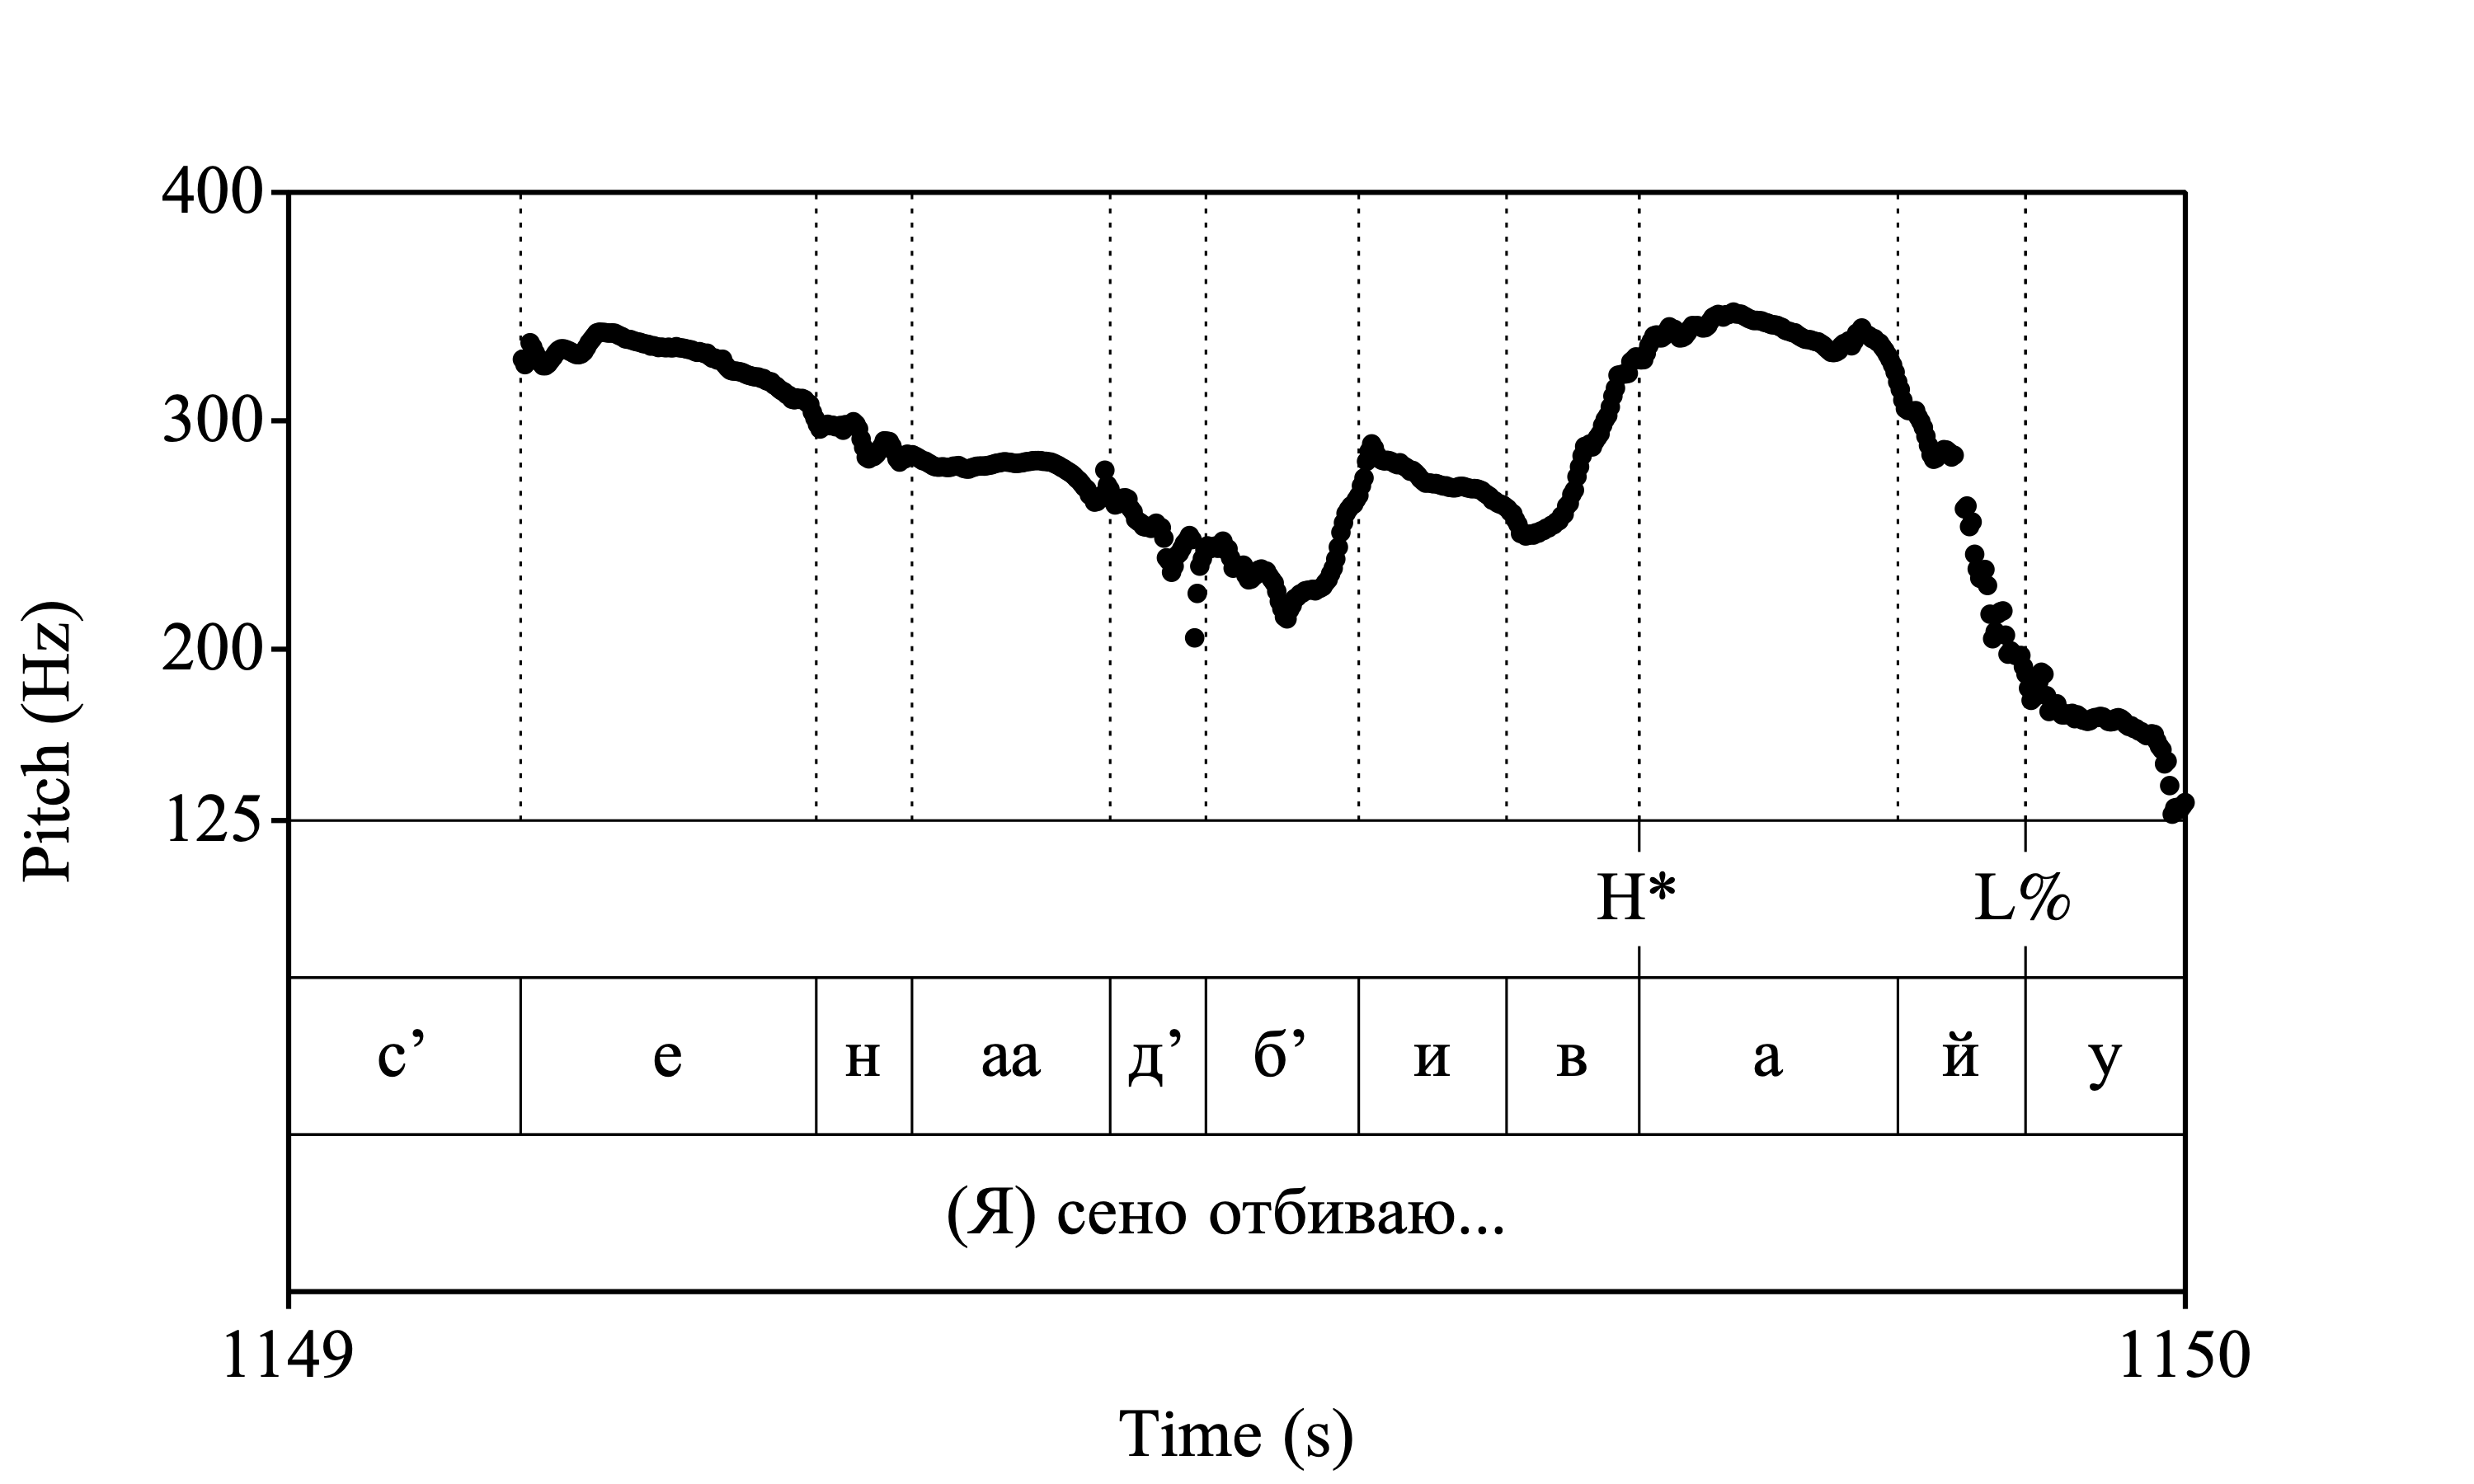 400
300
200
125
Pitch (Hz)
H* L%
с’ е н аа д’ б’ и в а й у
(Я) сено отбиваю...
1149 1150
Time (s)